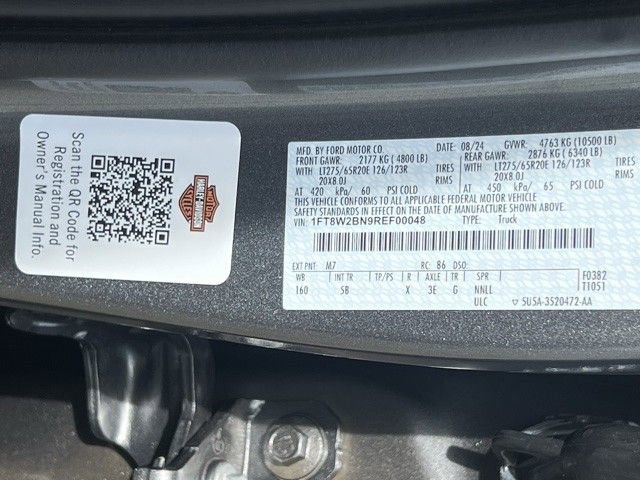 Scan the QR Code for
Registration and
Owner's Manual Info.
HARLEY-DAVIDSON
MFD. BY FORD MOTOR CO.
08/24 GVWR: 4763 KG (10500 LB)
FRONT GAWR: 2177 KG ( 4800 LB)
REAR GAWR: 2876 KG ( 6340 LB)
WITH LT275/65R20E 126/123R TIRES
WITH LT275/65R20E 126/123R TIRES
20X8.0J RIMS
20X8.0J RIMS
AT 420 kPa/ 60 PSI COLD
AT 450 kPa/ 65 PSI COLD
THIS VEHICLE CONFORMS TO ALL APPLICABLE FEDERAL MOTOR VEHICLE
SAFETY STANDARDS IN EFFECT ON THE DATE OF MANUFACTURE SHOWN ABOVE.
VIN: 1FT8W2BN9REF00048 TYPE: Truck
EXT PNT: M7 RC: 86 DSO:
WB INT TR TP/PS R AXLE TR SPR F0382
160 SB X 3E G NNLL T1051
ULC 5U5A-3520472-AA